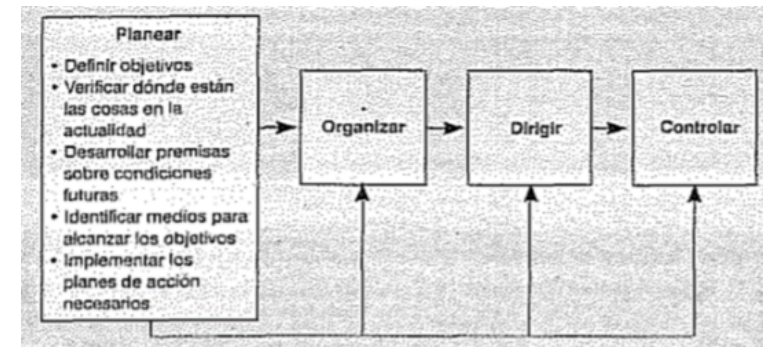 Planear
• Definir objetivos
• Verificar dónde están
las cosas en la
actualidad
• Desarrollar premisas
sobre condiciones
futuras
• Identificar medios para
alcanzar los objetivos
• Implementar los
planes de acción
necesarios
Organizar
Dirigir
Controlar